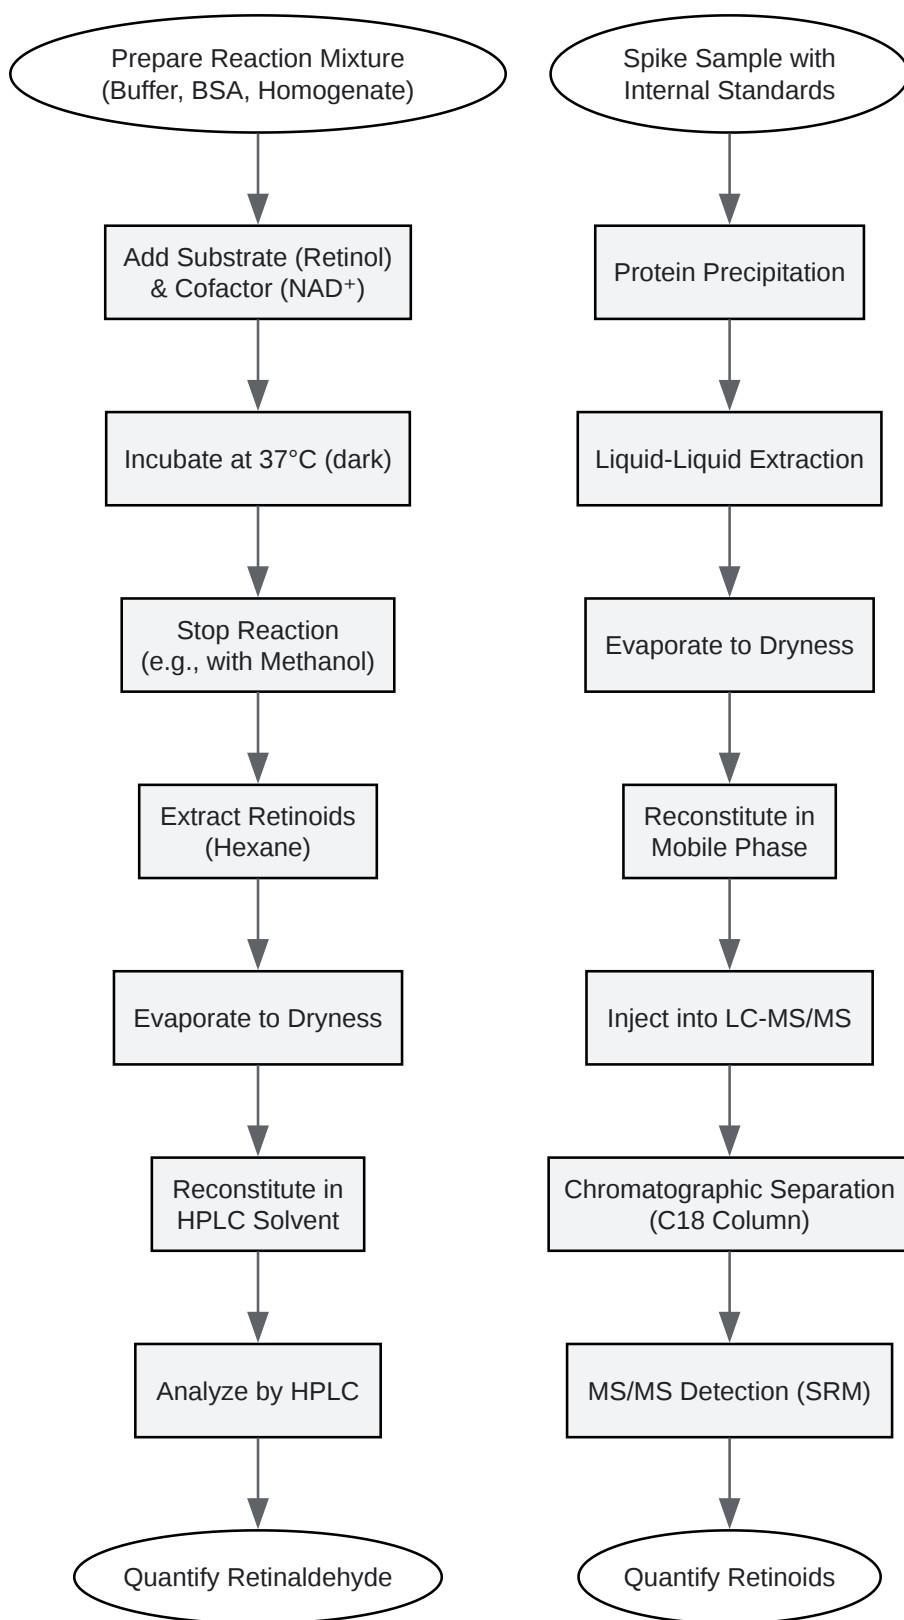 Prepare Reaction Mixture
(Buffer, BSA, Homogenate)
Add Substrate (Retinol)
& Cofactor (NAD⁺)
Incubate at 37°C (dark)
Stop Reaction
(e.g., with Methanol)
Extract Retinoids
(Hexane)
Evaporate to Dryness
Reconstitute in
HPLC Solvent
Analyze by HPLC
Quantify Retinaldehyde
Spike Sample with
Internal Standards
Protein Precipitation
Liquid-Liquid Extraction
Evaporate to Dryness
Reconstitute in
Mobile Phase
Inject into LC-MS/MS
Chromatographic Separation
(C18 Column)
MS/MS Detection (SRM)
Quantify Retinoids